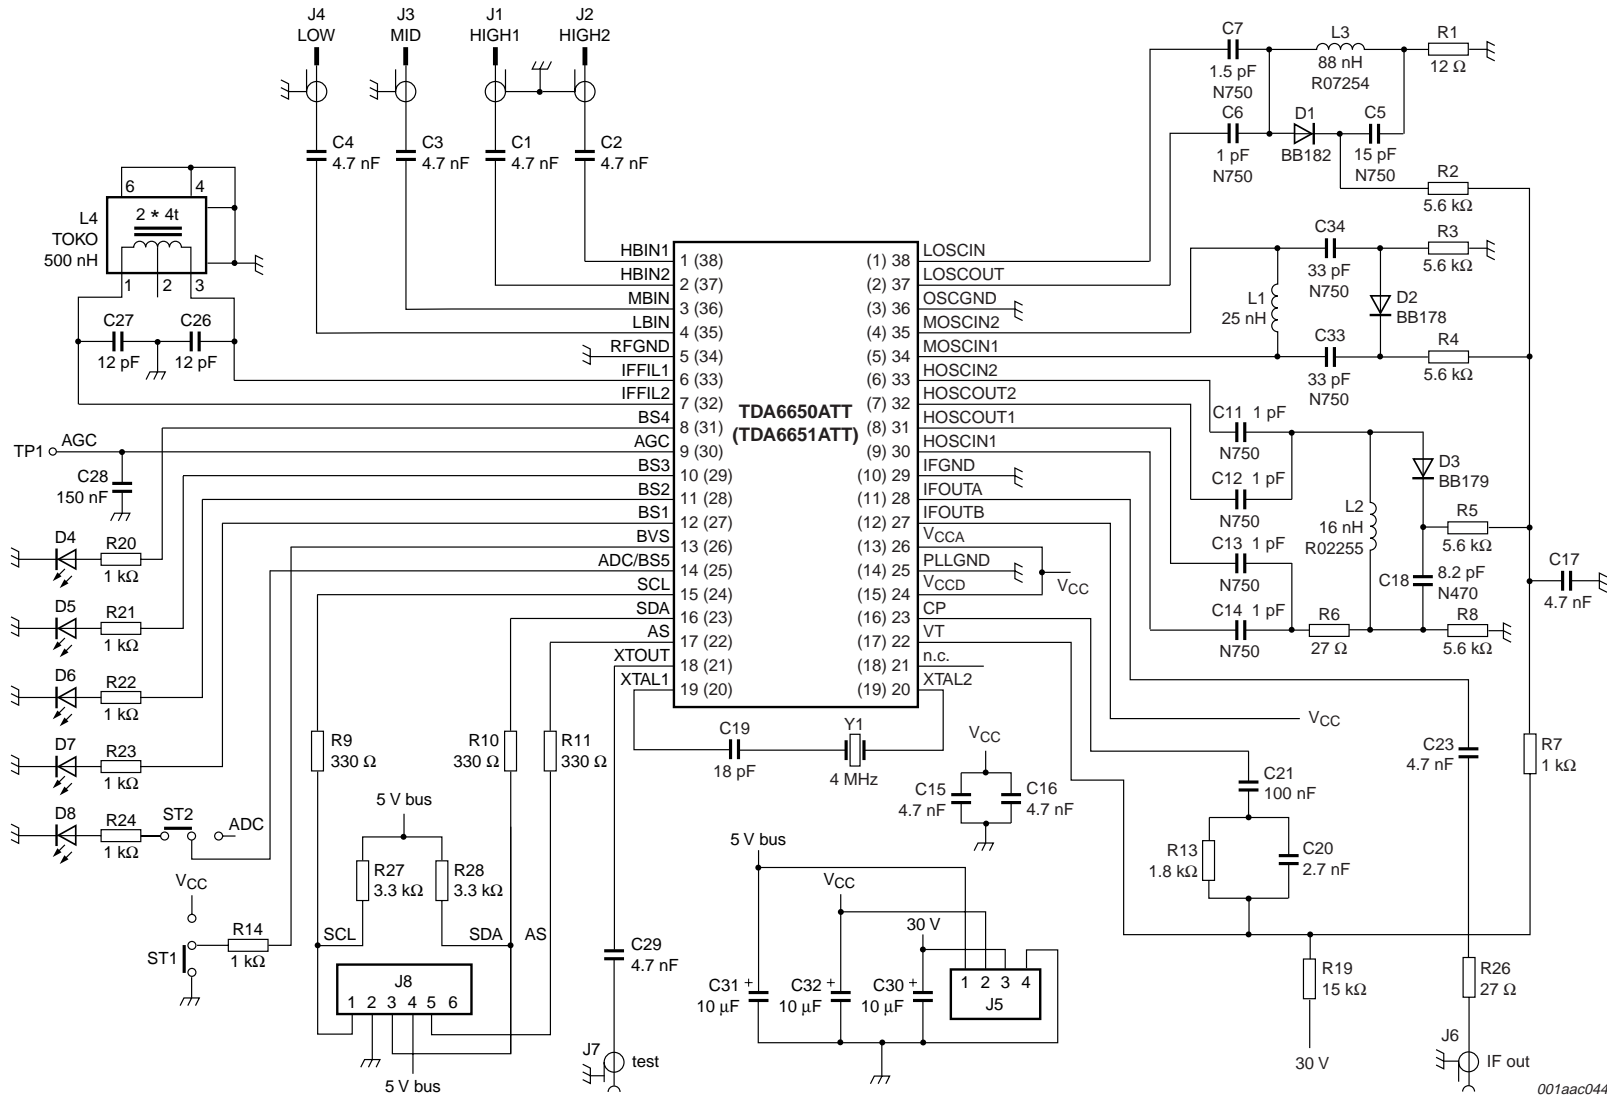 J4 J3 J1 J2
LOW MID HIGH1 HIGH2
C4 4.7 nF
C3 4.7 nF
C1 4.7 nF
C2 4.7 nF
C7
1.5 pF
N750
L3
88 nH
R07254
R1
12 Ω
C6
1 pF
N750
D1
BB182
C5
15 pF
N750
R2
5.6 kΩ
6 4
L4
TOKO
500 nH
2 * 4t
1 2 3
C27
12 pF
C26
12 pF
C34
33 pF
N750
R3
5.6 kΩ
L1
25 nH
D2
BB178
C33
33 pF
N750
R4
5.6 kΩ
TDA6650ATT
(TDA6651ATT)
HBIN1 1 (38)
HBIN2 2 (37)
MBIN 3 (36)
LBIN 4 (35)
RFGND 5 (34)
IFFIL1 6 (33)
IFFIL2 7 (32)
BS4 8 (31)
AGC 9 (30)
BS3 10 (29)
BS2 11 (28)
BS1 12 (27)
BVS 13 (26)
ADC/BS5 14 (25)
SCL 15 (24)
SDA 16 (23)
AS 17 (22)
XTOUT 18 (21)
XTAL1 19 (20)
(1) 38 LOSCIN
(2) 37 LOSCOUT
(3) 36 OSCGND
(4) 35 MOSCIN2
(5) 34 MOSCIN1
(6) 33 HOSCIN2
(7) 32 HOSCOUT2
(8) 31 HOSCOUT1
(9) 30 HOSCIN1
(10) 29 IFGND
(11) 28 IFOUTA
(12) 27 IFOUTB
(13) 26 VCCA
(14) 25 PLLGND
(15) 24 VCCD
(16) 23 CP
(17) 22 VT
(18) 21 n.c.
(19) 20 XTAL2
VCC
TP1 AGC
C28
150 nF
D4 R20
1 kΩ
D5 R21
1 kΩ
D6 R22
1 kΩ
D7 R23
1 kΩ
D8 R24
1 kΩ
ST2
ADC
VCC
ST1
R14
1 kΩ
C11 1 pF
N750
C12 1 pF
N750
C13 1 pF
N750
C14 1 pF
N750
L2
16 nH
R02255
D3
BB179
R5
5.6 kΩ
C18
8.2 pF
N470
R6
27 Ω
R8
5.6 kΩ
C17
4.7 nF
VCC
C23
4.7 nF
R7
1 kΩ
R9
330 Ω
R10
330 Ω
R11
330 Ω
C19
18 pF
Y1
4 MHz
VCC
C15
4.7 nF
C16
4.7 nF
C21
100 nF
R13
1.8 kΩ
C20
2.7 nF
5 V bus
R27
3.3 kΩ
R28
3.3 kΩ
SCL SDA AS
J8
1 2 3 4 5 6
5 V bus
C29
4.7 nF
J7 test
5 V bus
VCC
30 V
C31 +
10 µF
C32 +
10 µF
C30 +
10 µF
1 2 3 4
J5
R19
15 kΩ
30 V
R26
27 Ω
J6
IF out
001aac044